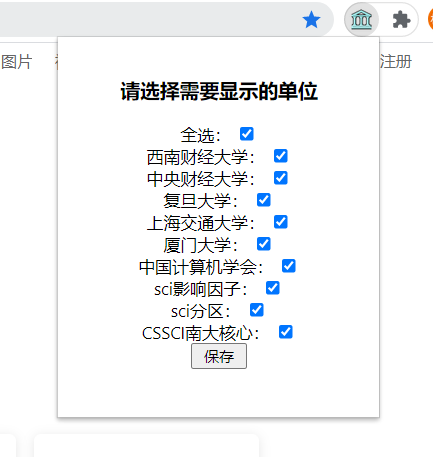 图片
注册
请选择需要显示的单位
全选：
西南财经大学：
中央财经大学：
复旦大学：
上海交通大学：
厦门大学：
中国计算机学会：
sci影响因子：
sci分区：
CSSCI南大核心：
保存